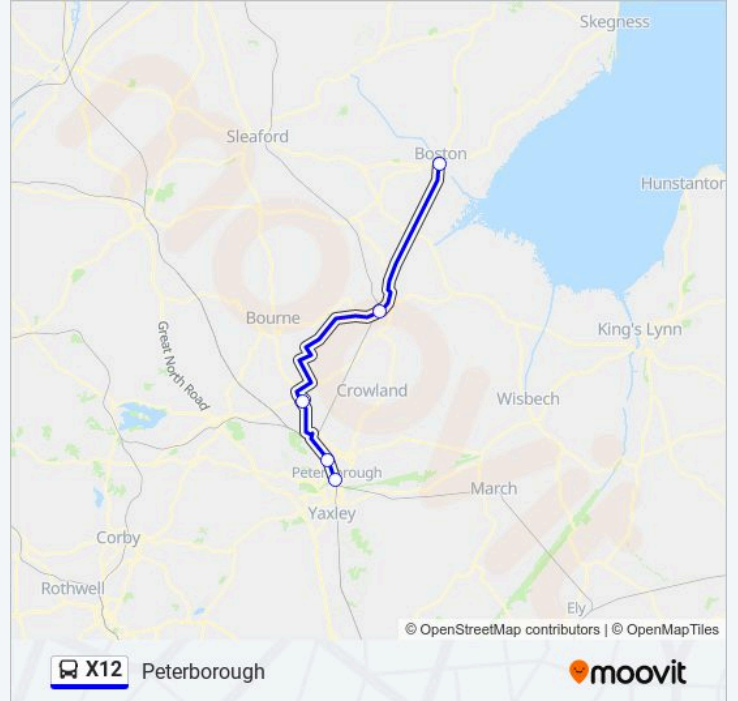 Skegness
Sleaford
Boston
Hunstanton
Bourne
King's Lynn
Great North Road
Crowland
Wisbech
Peterborough
March
Yaxley
Corby
Rothwell
Ely
© OpenStreetMap contributors | © OpenMapTiles
X12 Peterborough
moovit
moovit